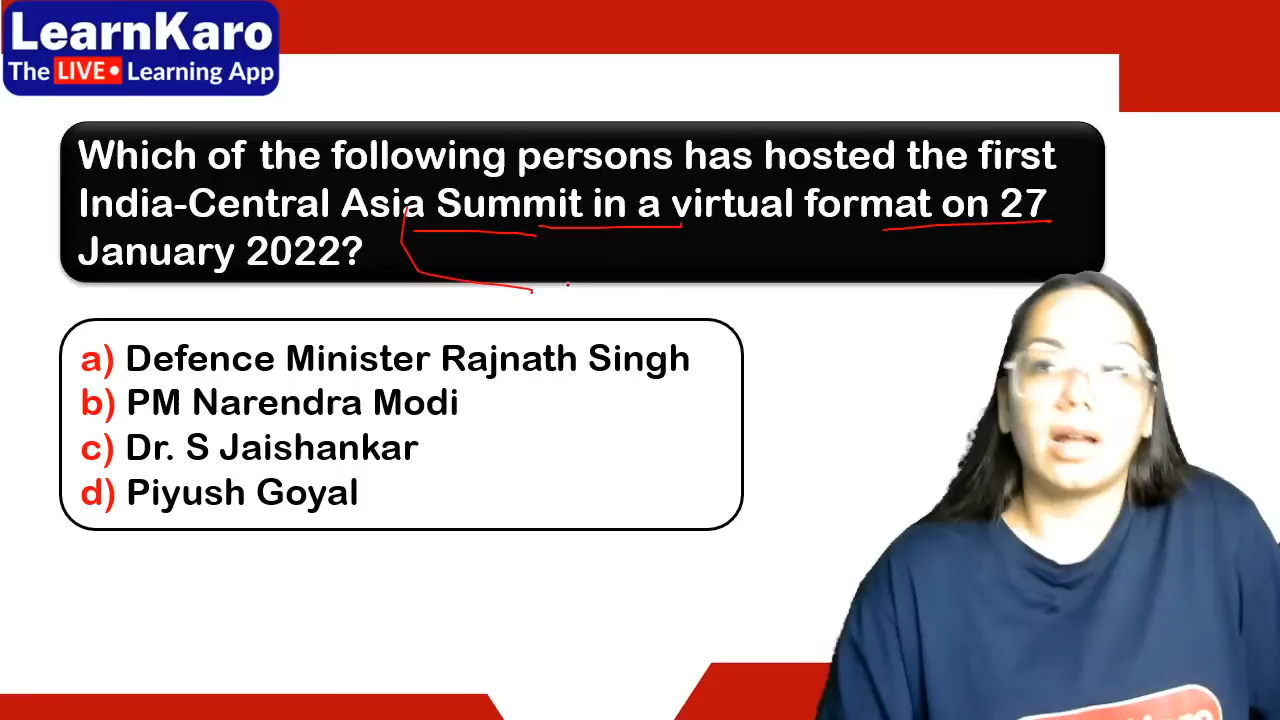 LearnKaro
The LIVE Learning App
Which of the following persons has hosted the first
India-Central Asia Summit in a virtual format on 27
January 2022?
a) Defence Minister Rajnath Singh
b) PM Narendra Modi
c) Dr. S Jaishankar
d) Piyush Goyal